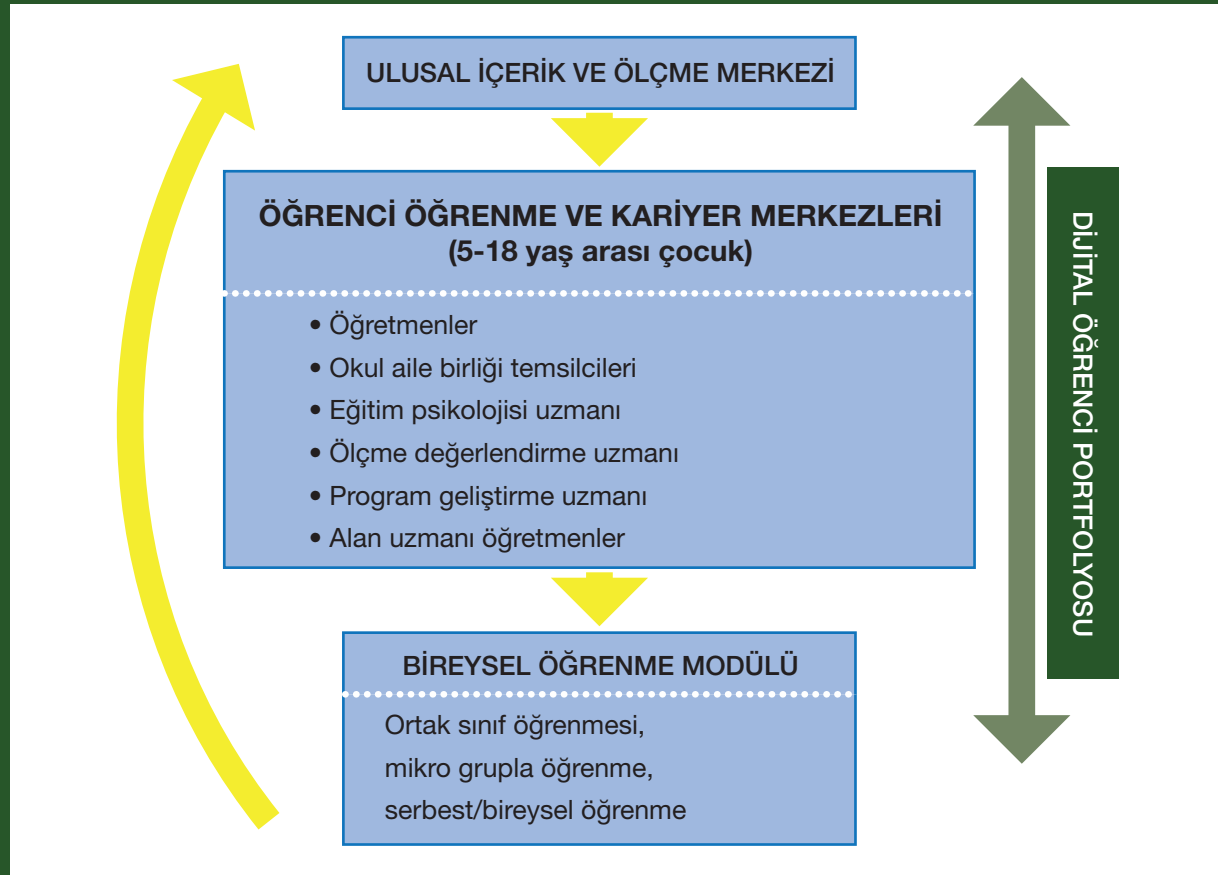 ULUSAL İÇERİK VE ÖLÇME MERKEZİ
ÖĞRENCİ ÖĞRENME VE KARİYER MERKEZLERİ
(5-18 yaş arası çocuk)
• Öğretmenler
• Okul aile birliği temsilcileri
• Eğitim psikolojisi uzmanı
• Ölçme değerlendirme uzmanı
• Program geliştirme uzmanı
• Alan uzmanı öğretmenler
BİREYSEL ÖĞRENME MODÜLÜ
Ortak sınıf öğrenmesi,
mikro grupla öğrenme,
serbest/bireysel öğrenme
DİJİTAL ÖĞRENCİ PORTFOLYOSU